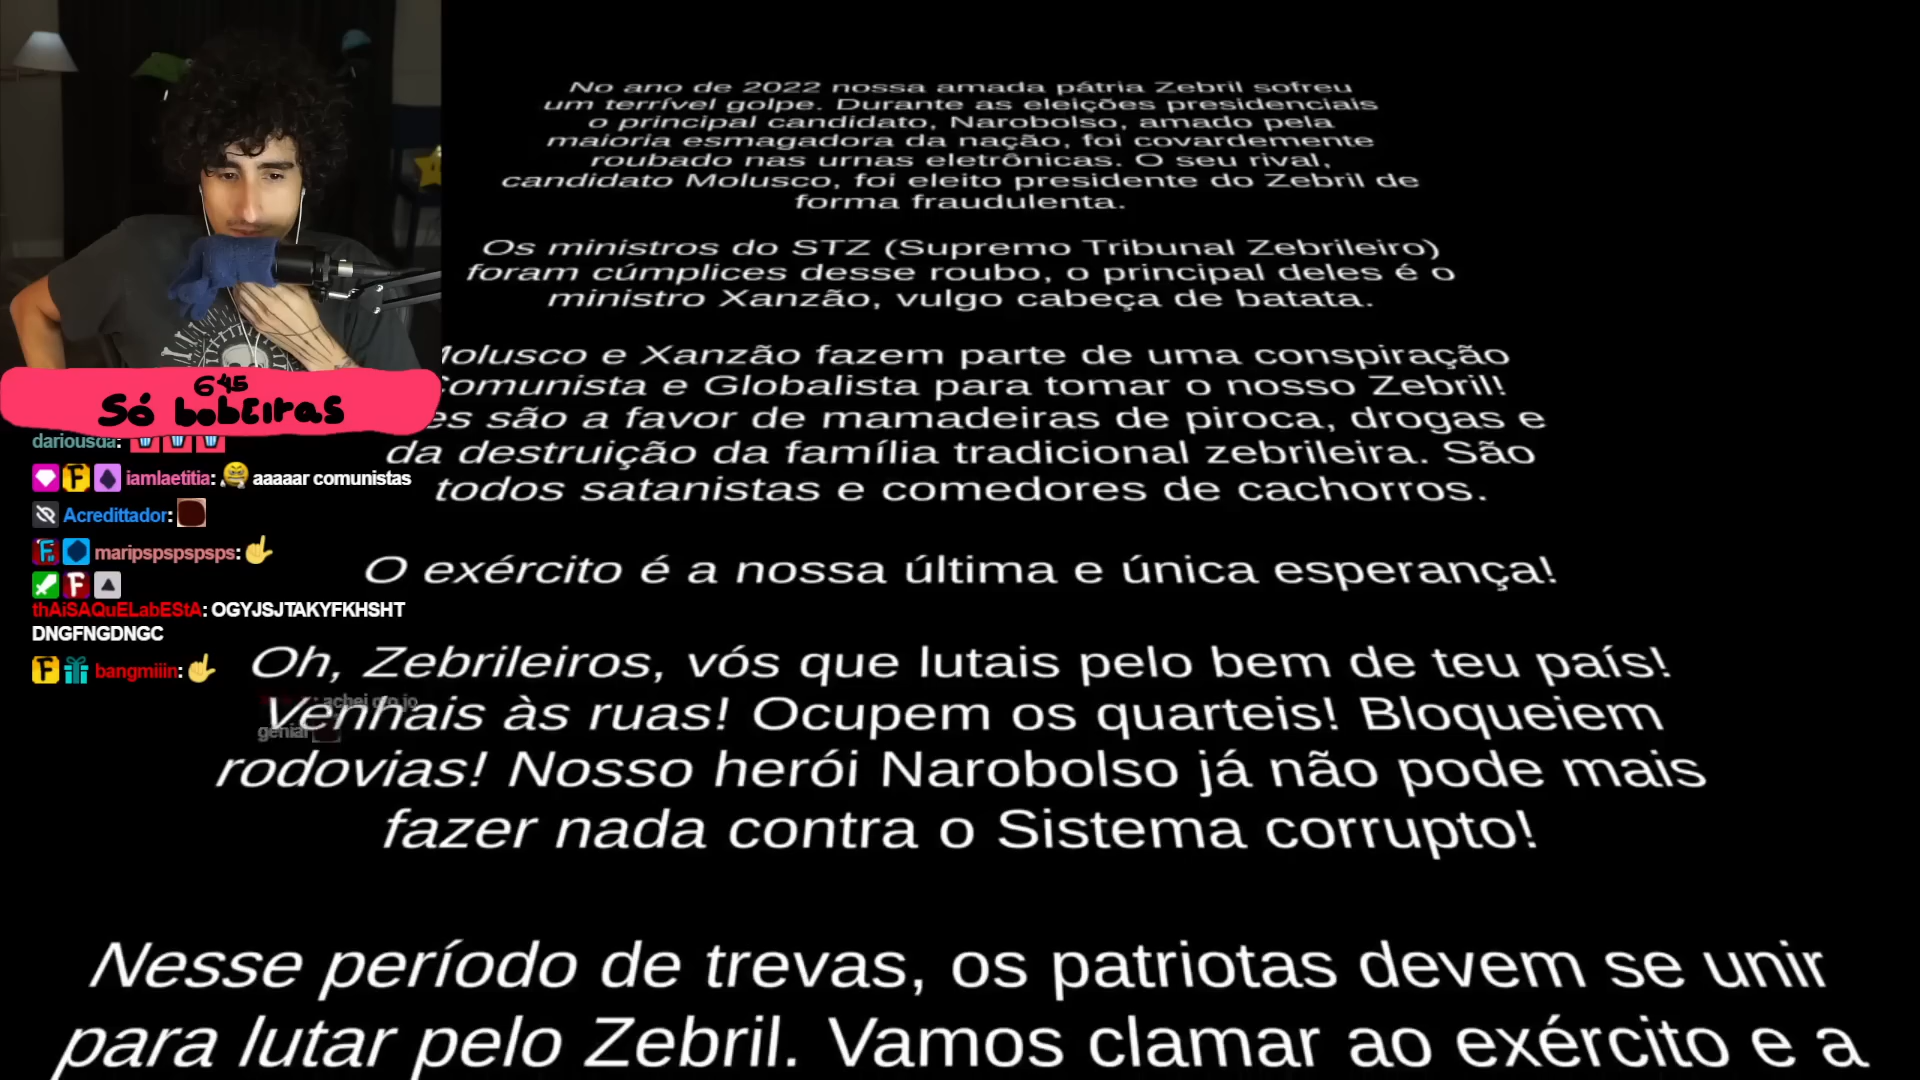 No ano de 2022 nossa amada pátria Zebril sofreu
um terrível golpe. Durante as eleições presidenciais
o principal candidato, Narobolso, amado pela
maioria esmagadora da nação, foi covardemente
roubado nas urnas eletrônicas. O seu rival,
candidato Molusco, foi eleito presidente do Zebril de
forma fraudulenta.
Os ministros do STZ (Supremo Tribunal Zebrileiro)
foram cúmplices desse roubo, o principal deles é o
ministro Xanzão, vulgo cabeça de batata.
Molusco e Xanzão fazem parte de uma conspiração
Comunista e Globalista para tomar o nosso Zebril!
es são a favor de mamadeiras de piroca, drogas e
da destruição da família tradicional zebrileira. São
todos satanistas e comedores de cachorros.
O exército é a nossa última e única esperança!
Oh, Zebrileiros, vós que lutais pelo bem de teu país!
Venhais às ruas! Ocupem os quarteis! Bloqueiem
rodovias! Nosso herói Narobolso já não pode mais
fazer nada contra o Sistema corrupto!
Nesse período de trevas, os patriotas devem se unir
para lutar pelo Zebril. Vamos clamar ao exército e a
645
Só bobEiras
dariousda:
iamlaetitia: aaaaar comunistas
Acredittador:
maripspspspsps:
thAiSAQuELabEStA: OGYJSJTAKYFKHSHT
DNGFNGDNGC
bangmiiin:
achei o jo
genial